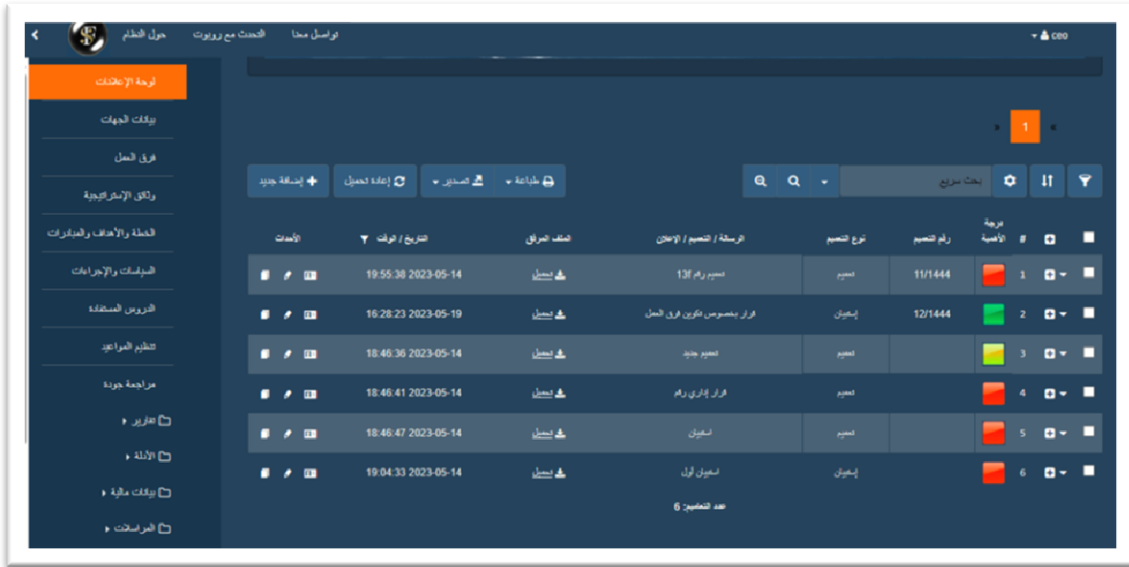 ceo
تواصل معنا
التحدث مع روبوت
حول النظام
لوحة الإعلانات
بيانات الجهات
فرق العمل
وثائق الإستراتيجية
الخطة والأهداف والمبادرات
السياسات والإجراءات
الدروس المستفادة
تنظيم المواعيد
مراجعة جودة
تقارير
الأدلة
بيانات مالية
المراسلات
« 1 »
بحث سريع
طباعة
تصدير
إعادة تحميل
إضافة جديد
# درجة الأهمية رقم التعميم نوع التعميم الرسالة / التعميم / الإعلان الملف المرفق التاريخ / الوقت الأحداث
1 11/1444 تعميم تعميم رقم 13f تحميل 19:55:38 2023-05-14
2 12/1444 إستبيان قرار بخصوص تكوين فرق العمل تحميل 16:28:23 2023-05-19
3 تعميم تعميم جديد تحميل 18:46:36 2023-05-14
4 تعميم قرار إداري رقم تحميل 18:46:41 2023-05-14
5 تعميم استبيان تحميل 18:46:47 2023-05-14
6 إستبيان استبيان أول تحميل 19:04:33 2023-05-14
عدد التعاميم: 6